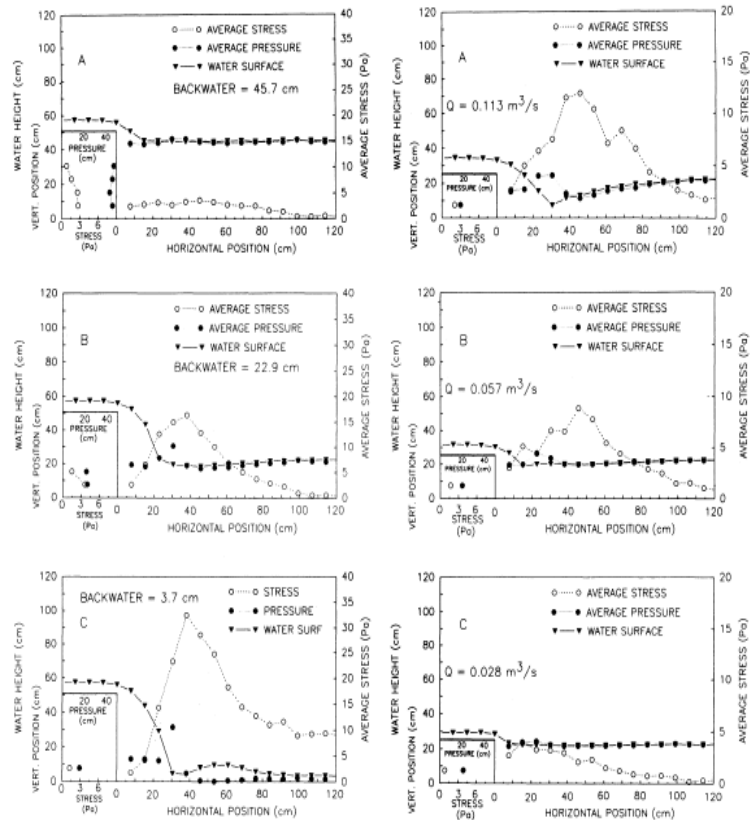 120
100
80
60
40
20
0
WATER HEIGHT (cm)
VERT. POSITION (cm)
A
AVERAGE STRESS
AVERAGE PRESSURE
WATER SURFACE
BACKWATER = 45.7 cm
20 40
PRESSURE
(cm)
3 6
STRESS
(Pa)
0 20 40 60 80 100 120
HORIZONTAL POSITION (cm)
40
35
30
25
20
15
10
5
0
AVERAGE STRESS (Pa)
120
100
80
60
40
20
0
WATER HEIGHT (cm)
VERT. POSITION (cm)
A
AVERAGE STRESS
AVERAGE PRESSURE
WATER SURFACE
Q = 0.113 m³/s
PRESSURE (cm)
20 40
3 6
STRESS
(Pa)
0 20 40 60 80 100 120
HORIZONTAL POSITION (cm)
20
15
10
5
0
AVERAGE STRESS (Pa)
120
100
80
60
40
20
0
WATER HEIGHT (cm)
VERT. POSITION (cm)
B
AVERAGE STRESS
AVERAGE PRESSURE
WATER SURFACE
BACKWATER = 22.9 cm
20 40
PRESSURE
(cm)
3 6
STRESS
(Pa)
0 20 40 60 80 100 120
HORIZONTAL POSITION (cm)
40
35
30
25
20
15
10
5
0
AVERAGE STRESS (Pa)
120
100
80
60
40
20
0
WATER HEIGHT (cm)
VERT. POSITION (cm)
B
AVERAGE STRESS
AVERAGE PRESSURE
WATER SURFACE
Q = 0.057 m³/s
PRESSURE (cm)
20 40
3 6
STRESS
(Pa)
0 20 40 60 80 100 120
HORIZONTAL POSITION (cm)
20
15
10
5
0
AVERAGE STRESS (Pa)
120
100
80
60
40
20
0
WATER HEIGHT (cm)
VERT. POSITION (cm)
BACKWATER = 3.7 cm
C
STRESS
PRESSURE
WATER SURF
20 40
PRESSURE
(cm)
3 6
STRESS
(Pa)
0 20 40 60 80 100 120
HORIZONTAL POSITION (cm)
40
35
30
25
20
15
10
5
0
AVERAGE STRESS (Pa)
120
100
80
60
40
20
0
WATER HEIGHT (cm)
VERT. POSITION (cm)
C
AVERAGE STRESS
AVERAGE PRESSURE
WATER SURFACE
Q = 0.028 m³/s
PRESSURE (cm)
20 40
3 6
STRESS
(Pa)
0 20 40 60 80 100 120
HORIZONTAL POSITION (cm)
20
15
10
5
0
AVERAGE STRESS (Pa)